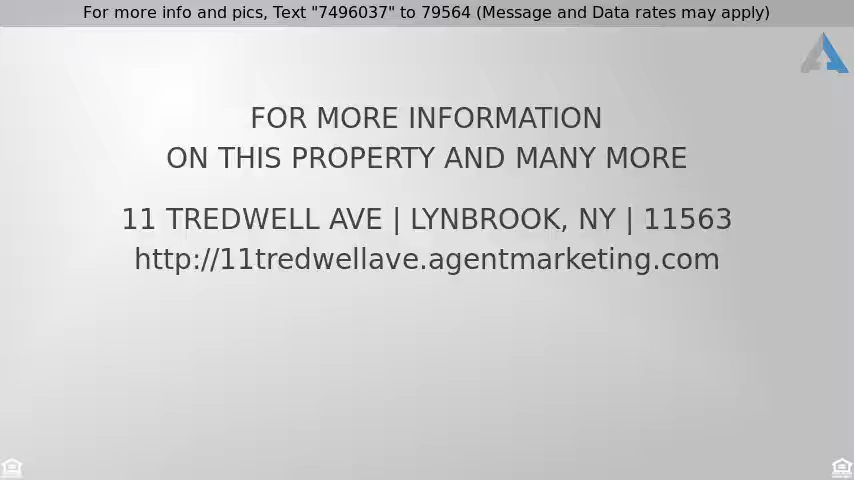 For more info and pics, Text "7496037" to 79564 (Message and Data rates may apply)
FOR MORE INFORMATION
ON THIS PROPERTY AND MANY MORE
11 TREDWELL AVE | LYNBROOK, NY | 11563
http://11tredwellave.agentmarketing.com